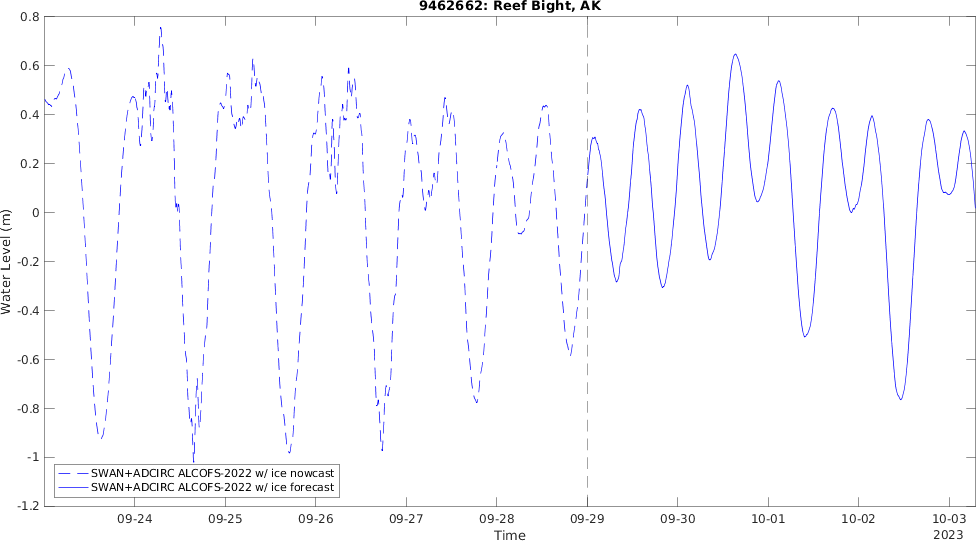 9462662: Reef Bight, AK
0.8
0.6
0.4
0.2
0
-0.2
-0.4
-0.6
-0.8
-1
-1.2
Water Level (m)
SWAN+ADCIRC ALCOFS-2022 w/ ice nowcast
SWAN+ADCIRC ALCOFS-2022 w/ ice forecast
09-24 09-25 09-26 09-27 09-28 09-29 09-30 10-01 10-02 10-03
2023
Time